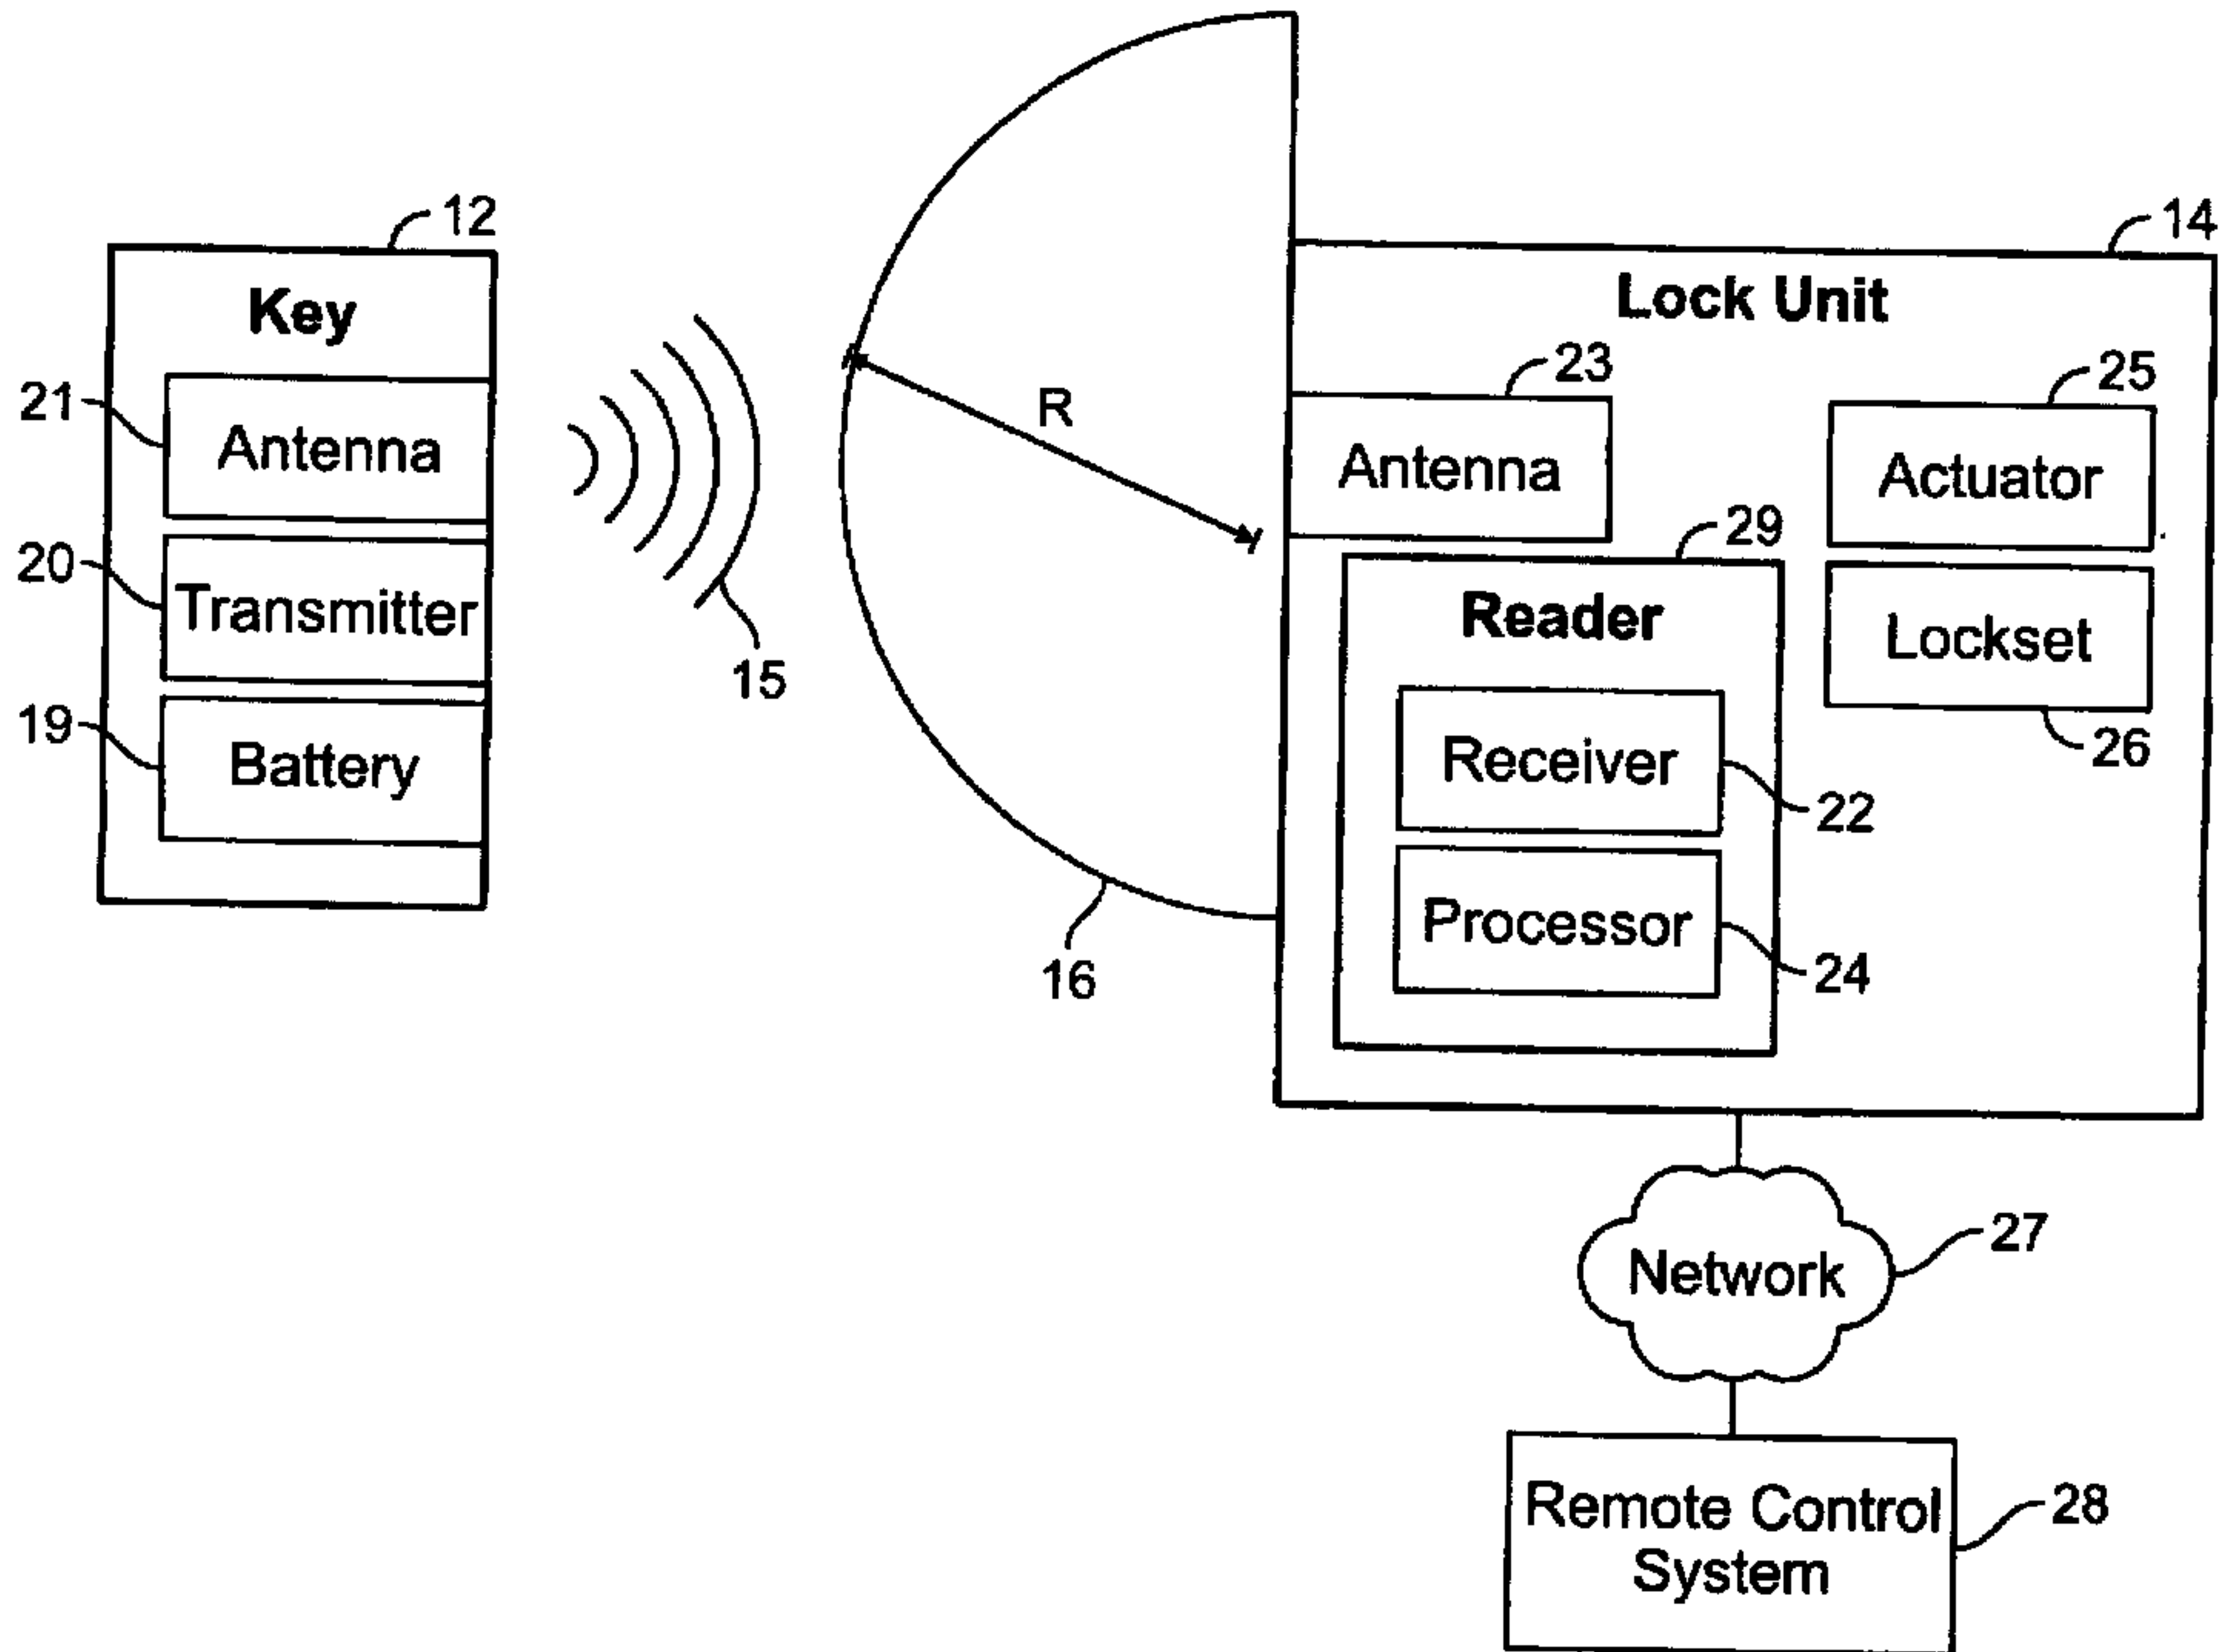 12
Key
21
Antenna
20
Transmitter
19
Battery
15
R
16
14
Lock Unit
23
Antenna
25
Actuator
29
Reader
Lockset
26
Receiver
22
Processor
24
Network
27
Remote Control
System
28